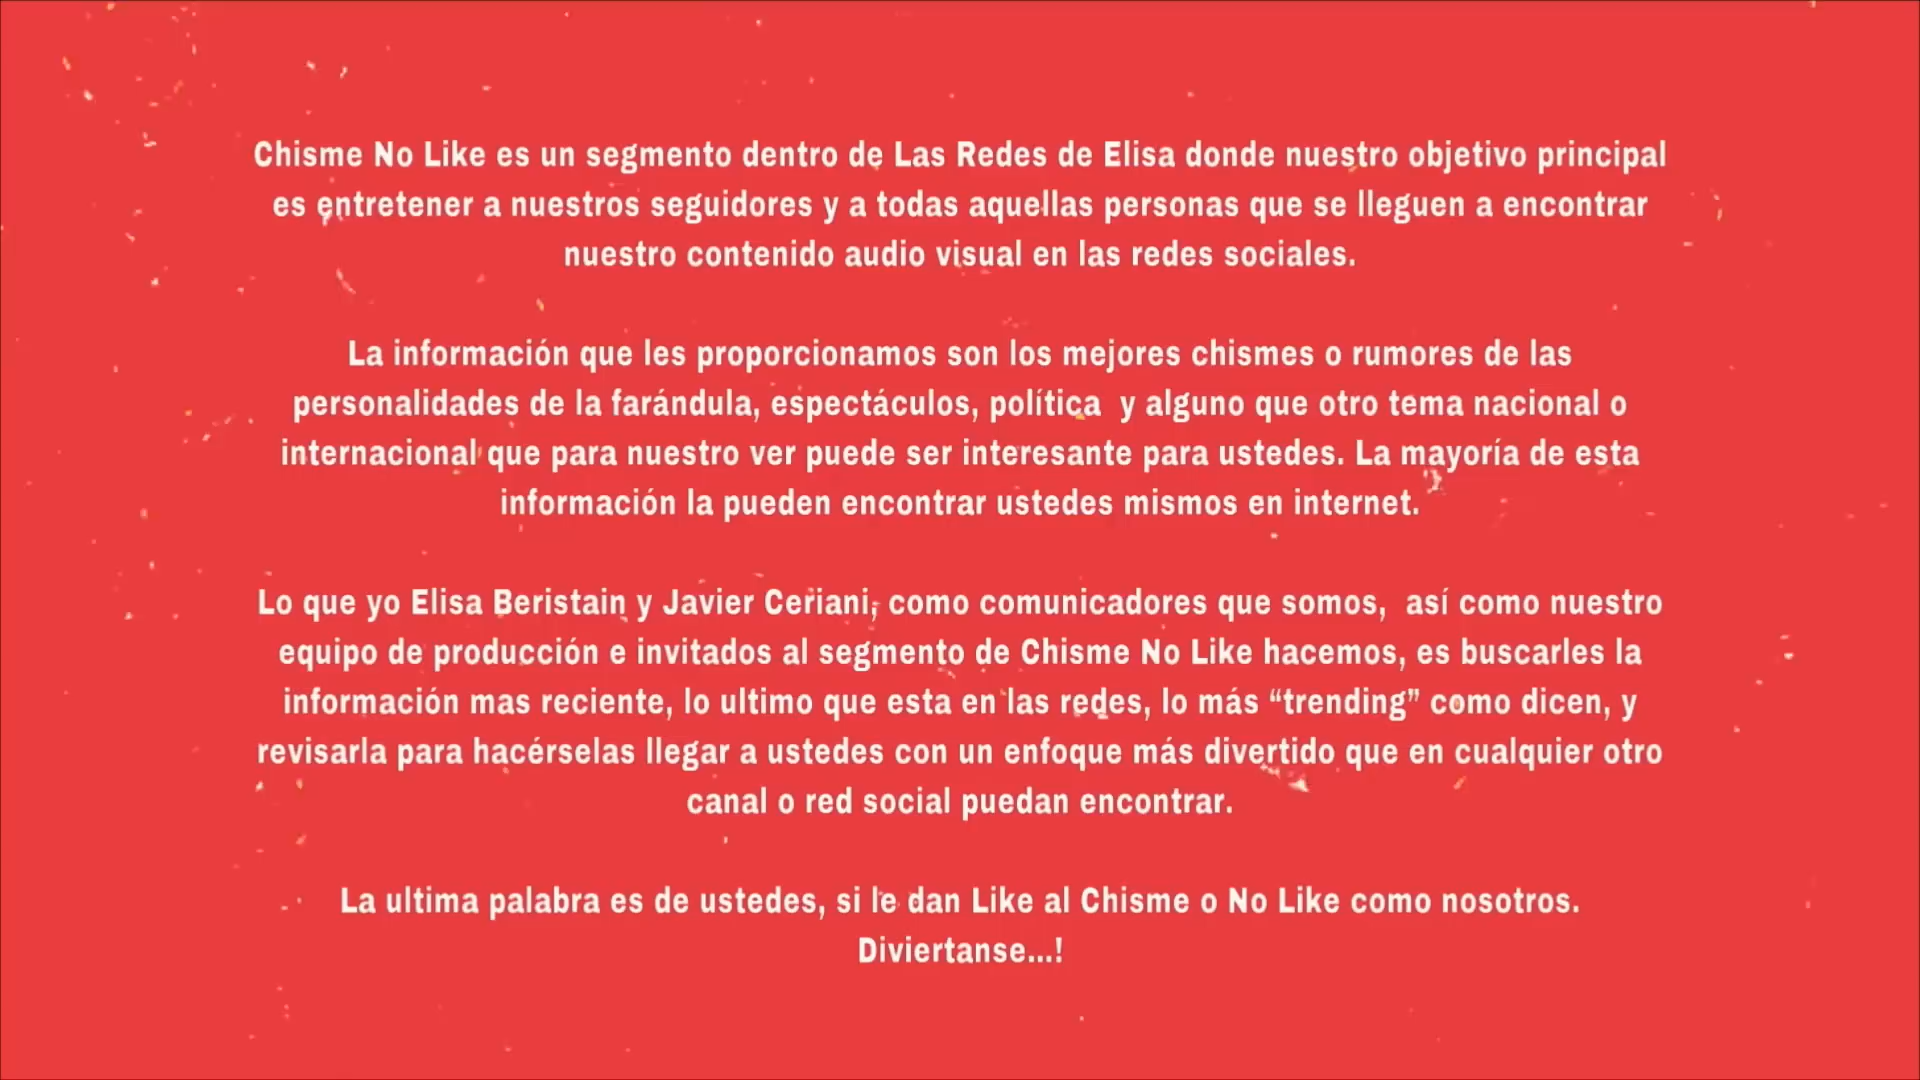 Chisme No Like es un segmento dentro de Las Redes de Elisa donde nuestro objetivo principal
es entretener a nuestros seguidores y a todas aquellas personas que se lleguen a encontrar
nuestro contenido audio visual en las redes sociales.
La información que les proporcionamos son los mejores chismes o rumores de las
personalidades de la farándula, espectáculos, política  y alguno que otro tema nacional o
internacional que para nuestro ver puede ser interesante para ustedes. La mayoría de esta
información la pueden encontrar ustedes mismos en internet.
Lo que yo Elisa Beristain y Javier Ceriani, como comunicadores que somos,  así como nuestro
equipo de producción e invitados al segmento de Chisme No Like hacemos, es buscarles la
información mas reciente, lo ultimo que esta en las redes, lo más “trending” como dicen, y
revisarla para hacérselas llegar a ustedes con un enfoque más divertido que en cualquier otro
canal o red social puedan encontrar.
La ultima palabra es de ustedes, si le dan Like al Chisme o No Like como nosotros.
Diviertanse...!